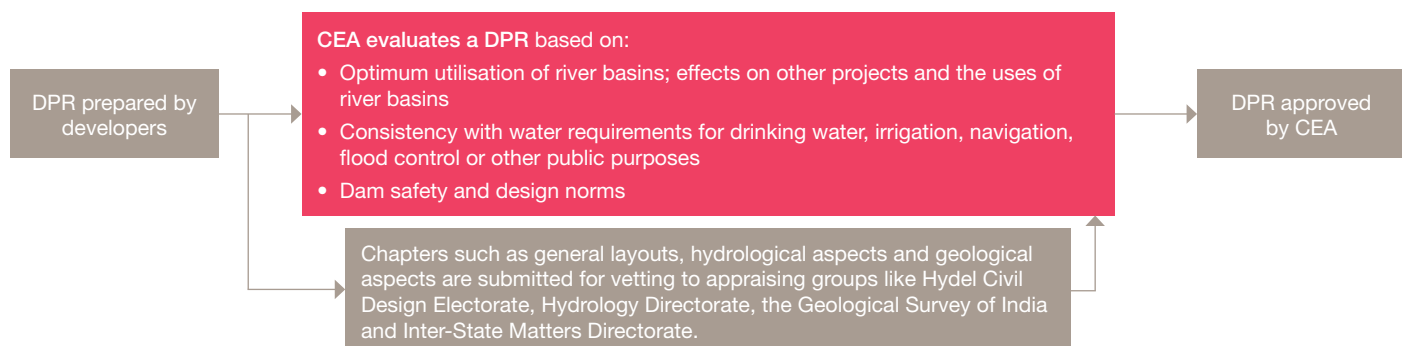 DPR prepared by
developers
CEA evaluates a DPR based on:
• Optimum utilisation of river basins; effects on other projects and the uses of
river basins
• Consistency with water requirements for drinking water, irrigation, navigation,
flood control or other public purposes
• Dam safety and design norms
DPR approved
by CEA
Chapters such as general layouts, hydrological aspects and geological
aspects are submitted for vetting to appraising groups like Hydel Civil
Design Electorate, Hydrology Directorate, the Geological Survey of India
and Inter-State Matters Directorate.